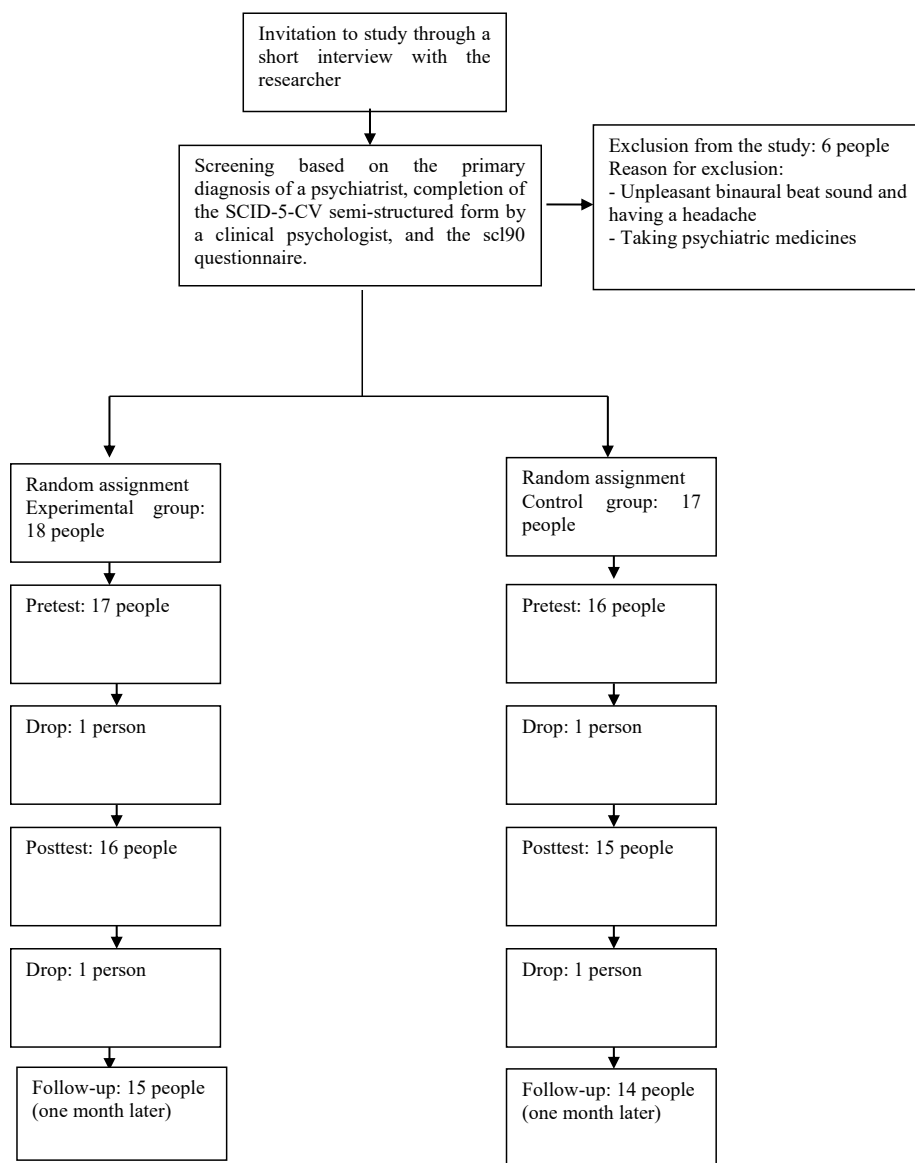 Invitation to study through a
short interview with the
researcher
Screening based on the primary
diagnosis of a psychiatrist, completion of
the SCID-5-CV semi-structured form by
a clinical psychologist, and the scl90
questionnaire.
Exclusion from the study: 6 people
Reason for exclusion:
- Unpleasant binaural beat sound and
having a headache
- Taking psychiatric medicines
Random assignment
Experimental group:
18 people
Random assignment
Control group: 17
people
Pretest: 17 people
Pretest: 16 people
Drop: 1 person
Drop: 1 person
Posttest: 16 people
Posttest: 15 people
Drop: 1 person
Drop: 1 person
Follow-up: 15 people
(one month later)
Follow-up: 14 people
(one month later)